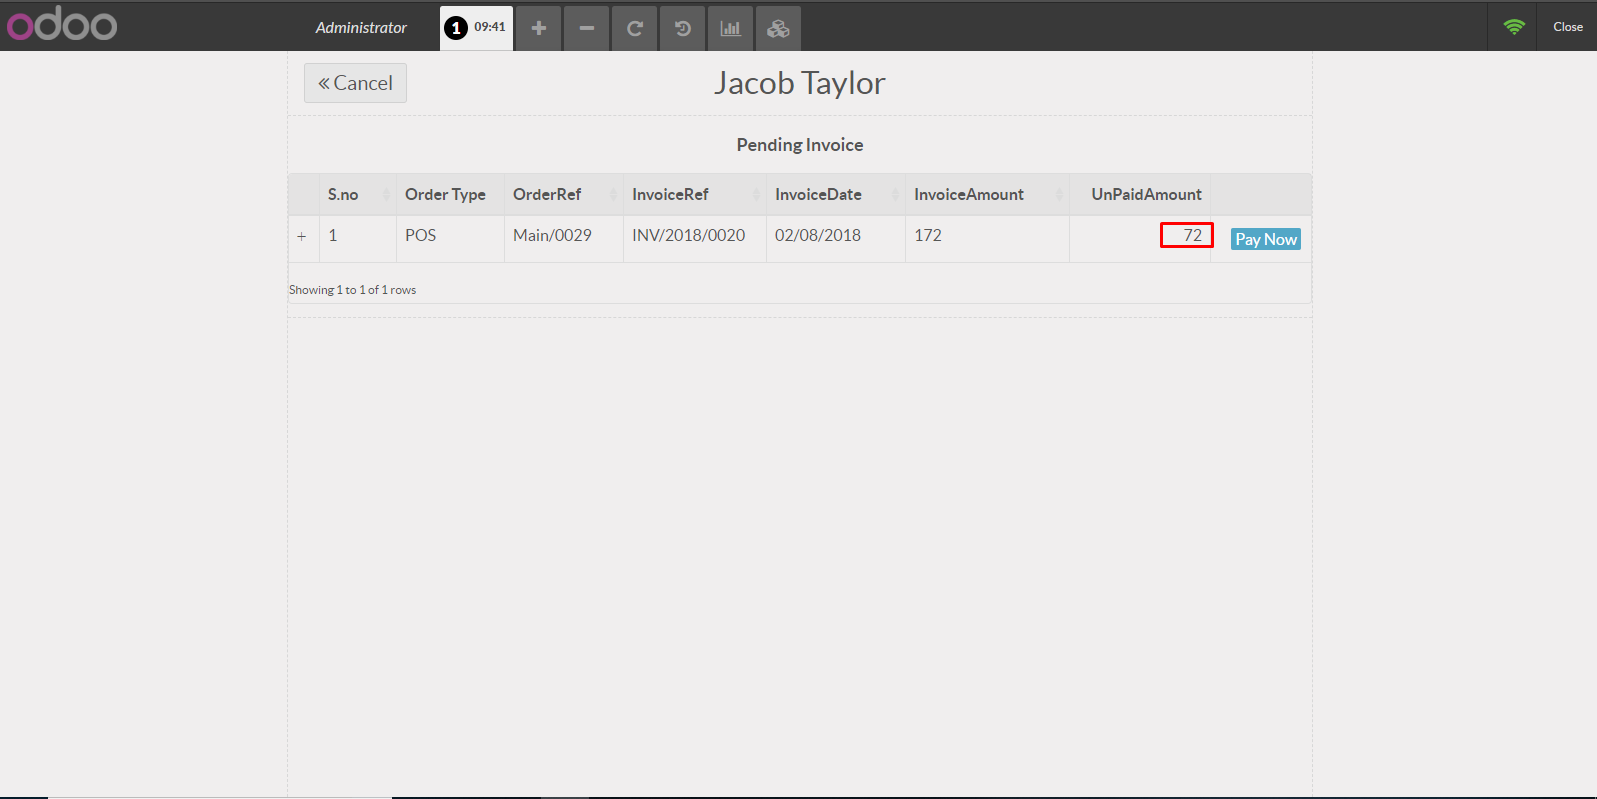 odoo Administrator 1 09:41 Close
Cancel Jacob Taylor
Pending Invoice
S.no Order Type OrderRef InvoiceRef InvoiceDate InvoiceAmount UnPaidAmount
+ 1 POS Main/0029 INV/2018/0020 02/08/2018 172 72 Pay Now
Showing 1 to 1 of 1 rows